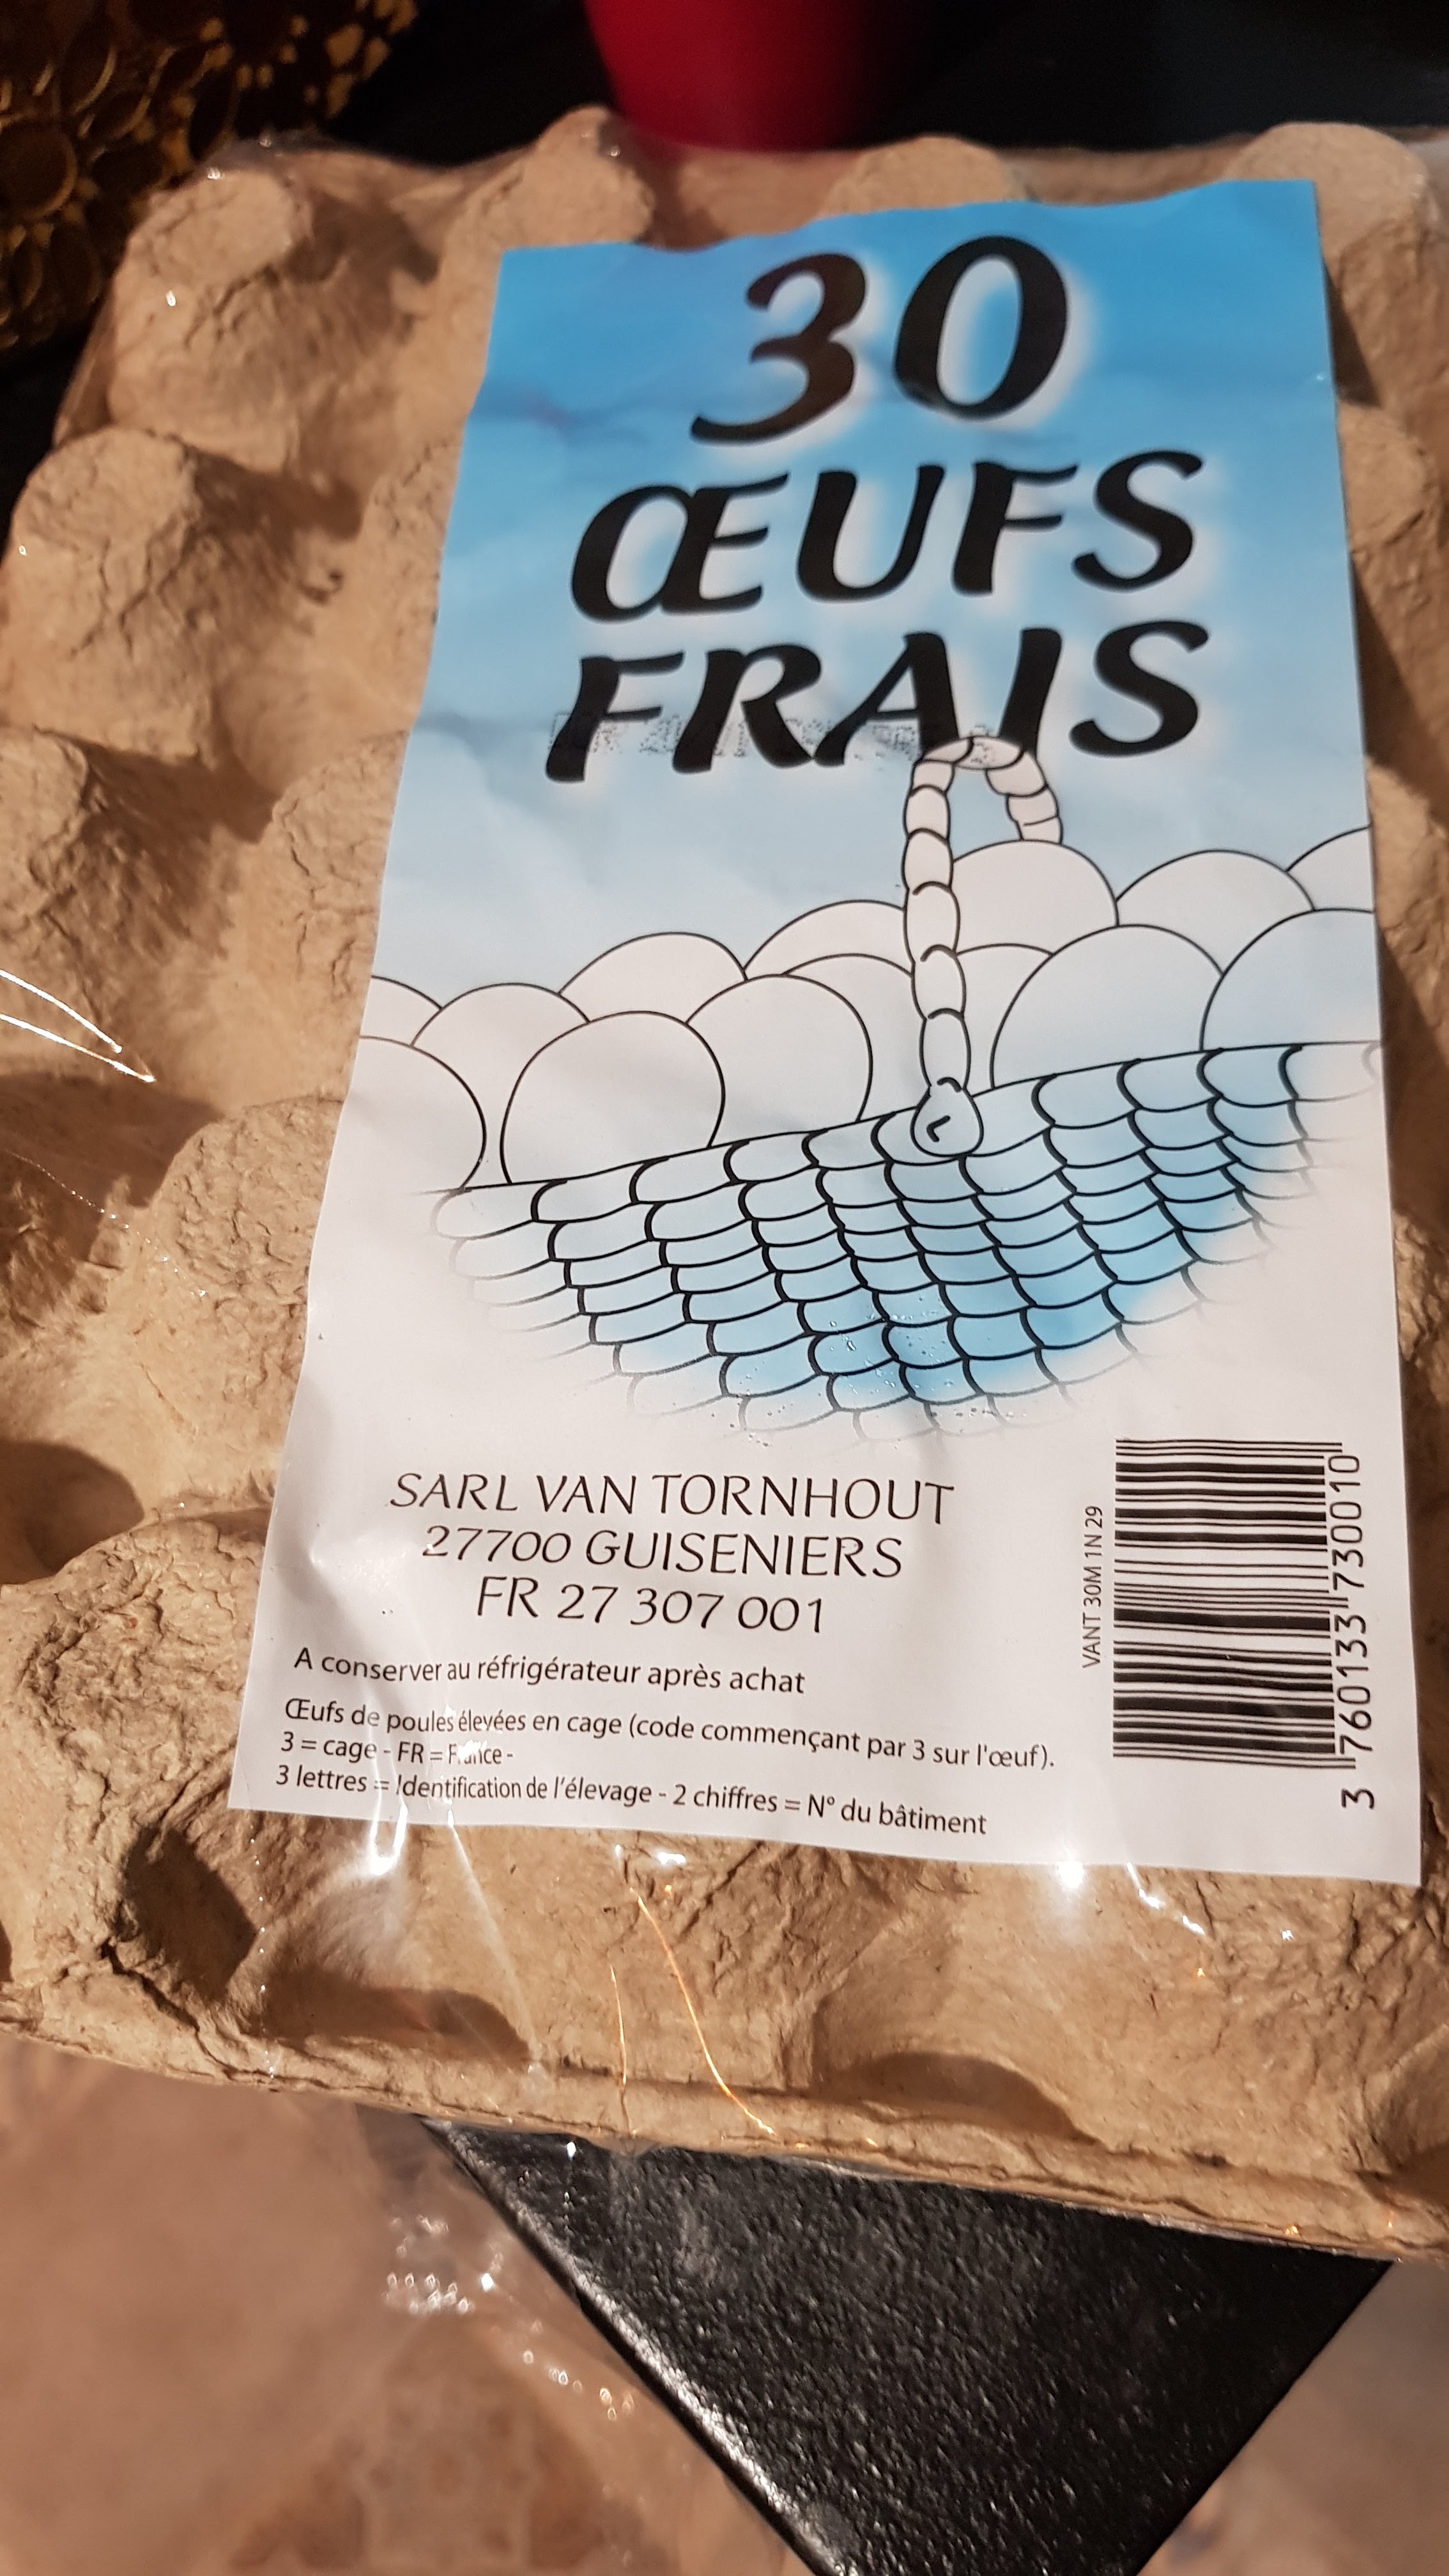 30
ŒUFS
FRAIS
SARL VAN TORNHOUT
27700 GUISENIERS
FR 27 307 001
A conserver au réfrigérateur après achat
Œufs de poules élevées en cage (code commençant par 3 sur l'œuf).
3 = cage - FR = France -
3 lettres = Identification de l'élevage - 2 chiffres = N° du bâtiment
VANT 30M 1N 29
3 760133 730010